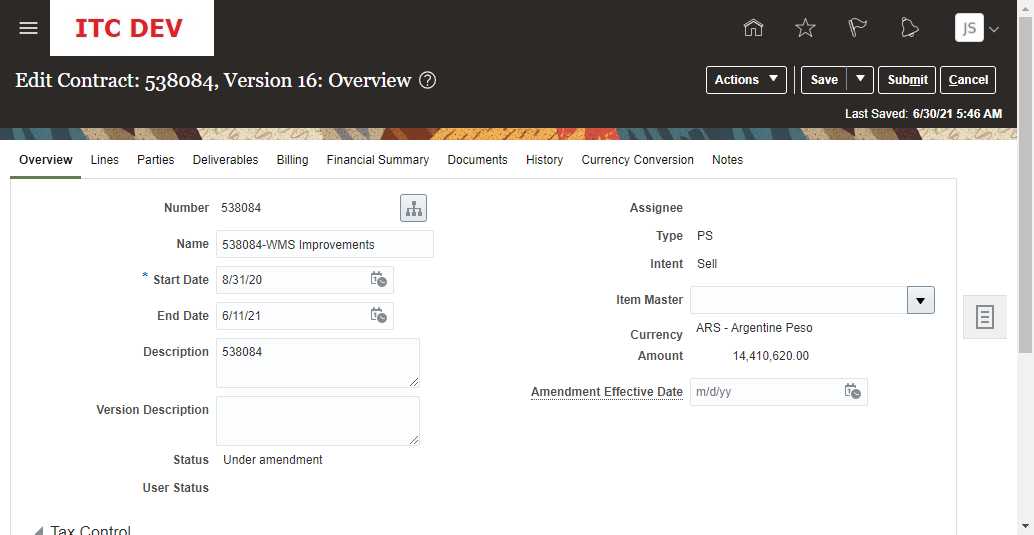 ITC DEV
JS
Edit Contract: 538084, Version 16: Overview ?
Actions Save Submit Cancel
Last Saved: 6/30/21 5:46 AM
Overview Lines Parties Deliverables Billing Financial Summary Documents History Currency Conversion Notes
Number 538084
Name 538084-WMS Improvements
* Start Date 8/31/20
End Date 6/11/21
Description 538084
Version Description
Status Under amendment
User Status
Assignee
Type PS
Intent Sell
Item Master
Currency ARS - Argentine Peso
Amount 14,410,620.00
Amendment Effective Date m/d/yy
Tax Control